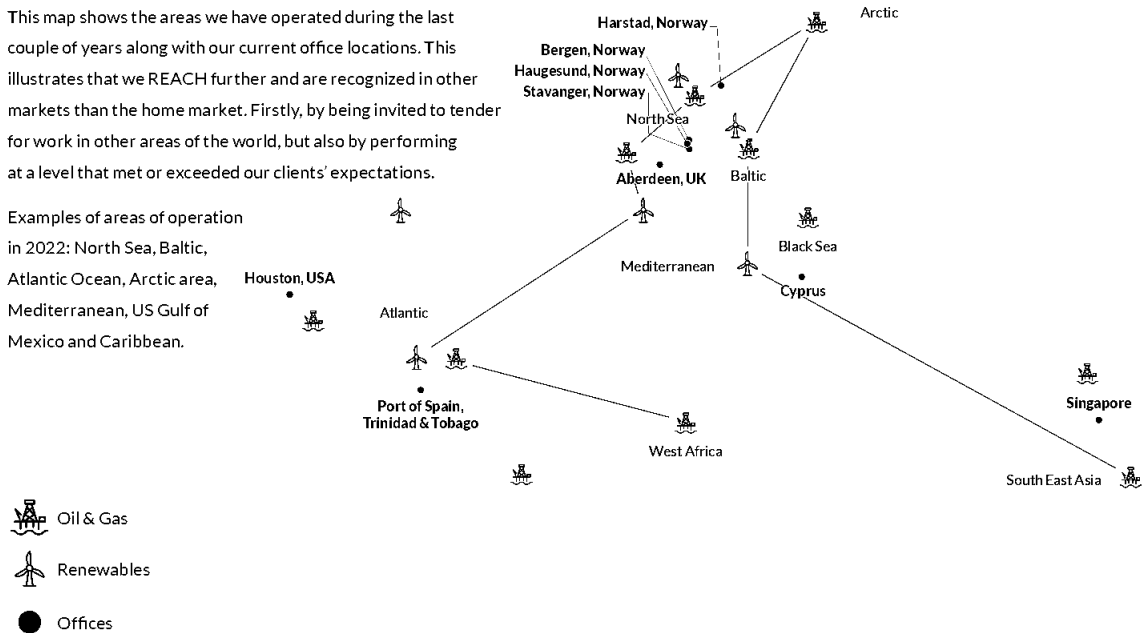 This map shows the areas we have operated during the last
couple of years along with our current office locations. This
illustrates that we REACH further and are recognized in other
markets than the home market. Firstly, by being invited to tender
for work in other areas of the world, but also by performing
at a level that met or exceeded our clients’ expectations.
Examples of areas of operation
in 2022: North Sea, Baltic,
Atlantic Ocean, Arctic area,
Mediterranean, US Gulf of
Mexico and Caribbean.
Arctic
Harstad, Norway
Bergen, Norway
Haugesund, Norway
Stavanger, Norway
North Sea
Aberdeen, UK
Baltic
Black Sea
Mediterranean
Cyprus
Houston, USA
Atlantic
Port of Spain,
Trinidad & Tobago
West Africa
Singapore
South East Asia
Oil & Gas
Renewables
Offices